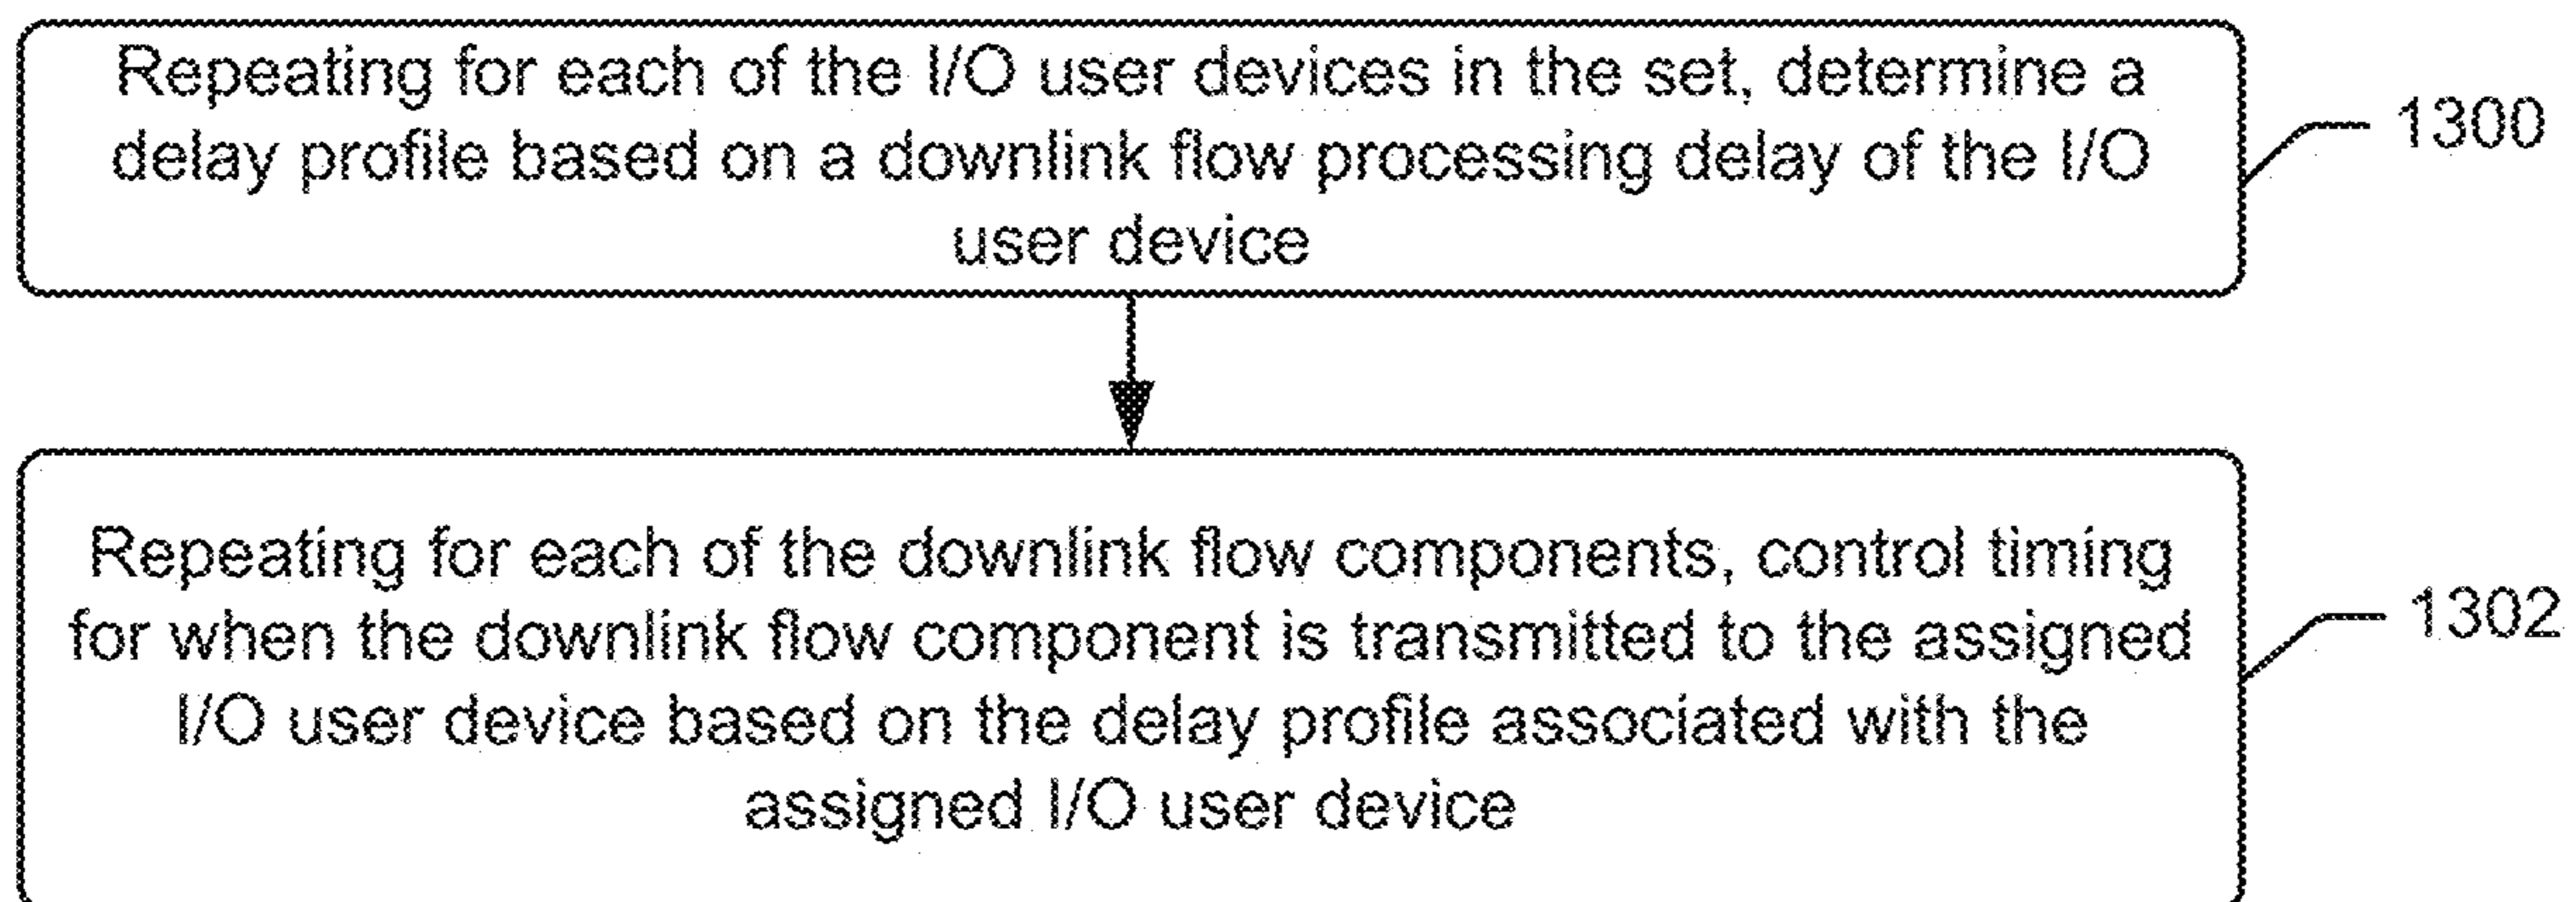 Repeating for each of the I/O user devices in the set, determine a
delay profile based on a downlink flow processing delay of the I/O
user device
1300
Repeating for each of the downlink flow components, control timing
for when the downlink flow component is transmitted to the assigned
I/O user device based on the delay profile associated with the
assigned I/O user device
1302